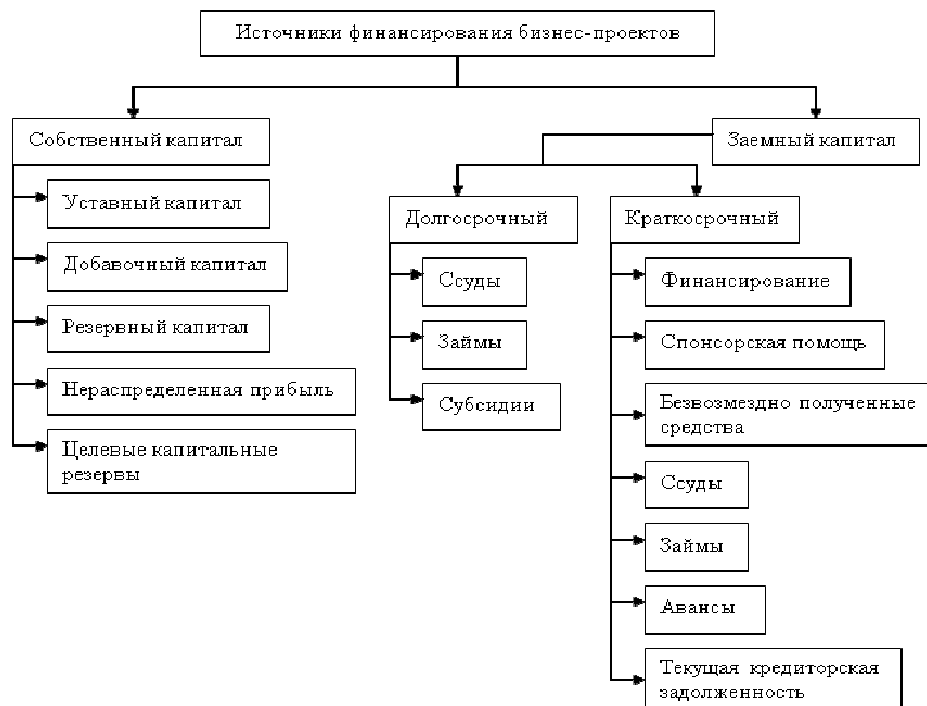 Источники финансирования бизнес-проектов
Собственный капитал
Заемный капитал
Уставный капитал
Добавочный капитал
Резервный капитал
Нераспределенная прибыль
Целевые капитальные
резервы
Долгосрочный
Ссуды
Займы
Субсидии
Краткосрочный
Финансирование
Спонсорская помощь
Безвозмездно полученные
средства
Ссуды
Займы
Авансы
Текущая кредиторская
задолженность